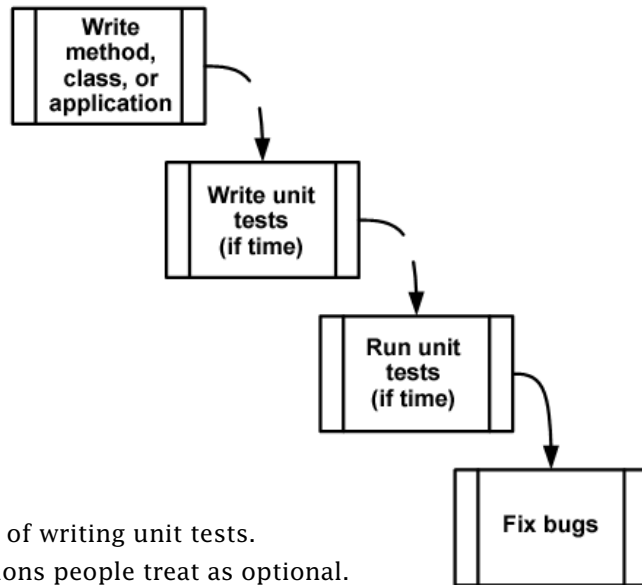 Write
method,
class, or
application
Write unit
tests
(if time)
Run unit
tests
(if time)
Fix bugs
of writing unit tests.
ions people treat as optional.